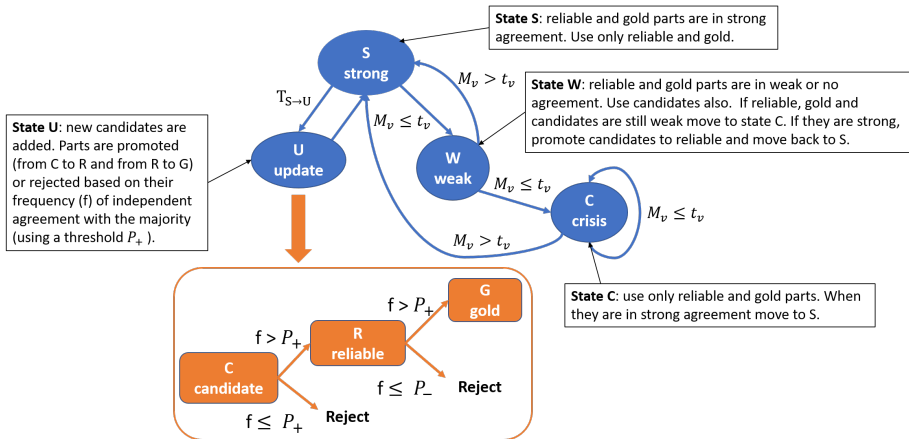 State S: reliable and gold parts are in strong
agreement. Use only reliable and gold.
S
strong
M_v > t_v
State W: reliable and gold parts are in weak or no
agreement. Use candidates also.  If reliable, gold and
candidates are still weak move to state C. If they are strong,
promote candidates to reliable and move back to S.
T_{S→U}
M_v ≤ t_v
State U: new candidates are
added. Parts are promoted
(from C to R and from R to G)
or rejected based on their
frequency (f) of independent
agreement with the majority
(using a threshold P_+ ).
U
update
W
weak
M_v ≤ t_v
C
crisis
M_v ≤ t_v
M_v > t_v
State C: use only reliable and gold parts. When
they are in strong agreement move to S.
G
gold
f > P_+
R
reliable
f > P_+
C
candidate
f ≤ P_−
Reject
f ≤ P_+
Reject